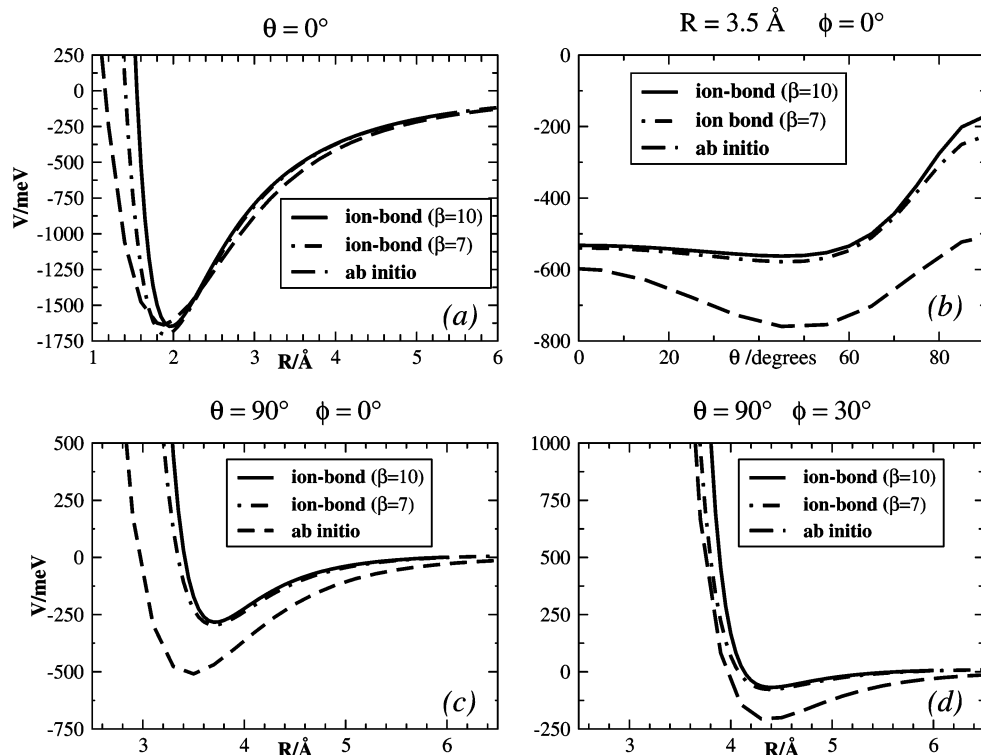 θ = 0°
250
0
-250
-500
-750
-1000
-1250
-1500
-1750
V/meV
ion-bond (β=10)
ion-bond (β=7)
ab initio
(a)
1 2 3 4 5 6
R/Å
R = 3.5 Å ϕ = 0°
0
-200
-400
-600
-800
ion-bond (β=10)
ion bond (β=7)
ab initio
(b)
0 20 40 60 80
θ /degrees
θ = 90° ϕ = 0°
500
250
0
-250
-500
-750
V/meV
ion-bond (β=10)
ion-bond (β=7)
ab initio
(c)
3 4 5 6
R/Å
θ = 90° ϕ = 30°
1000
750
500
250
0
-250
ion-bond (β=10)
ion-bond (β=7)
ab initio
(d)
3 4 5 6
R/Å